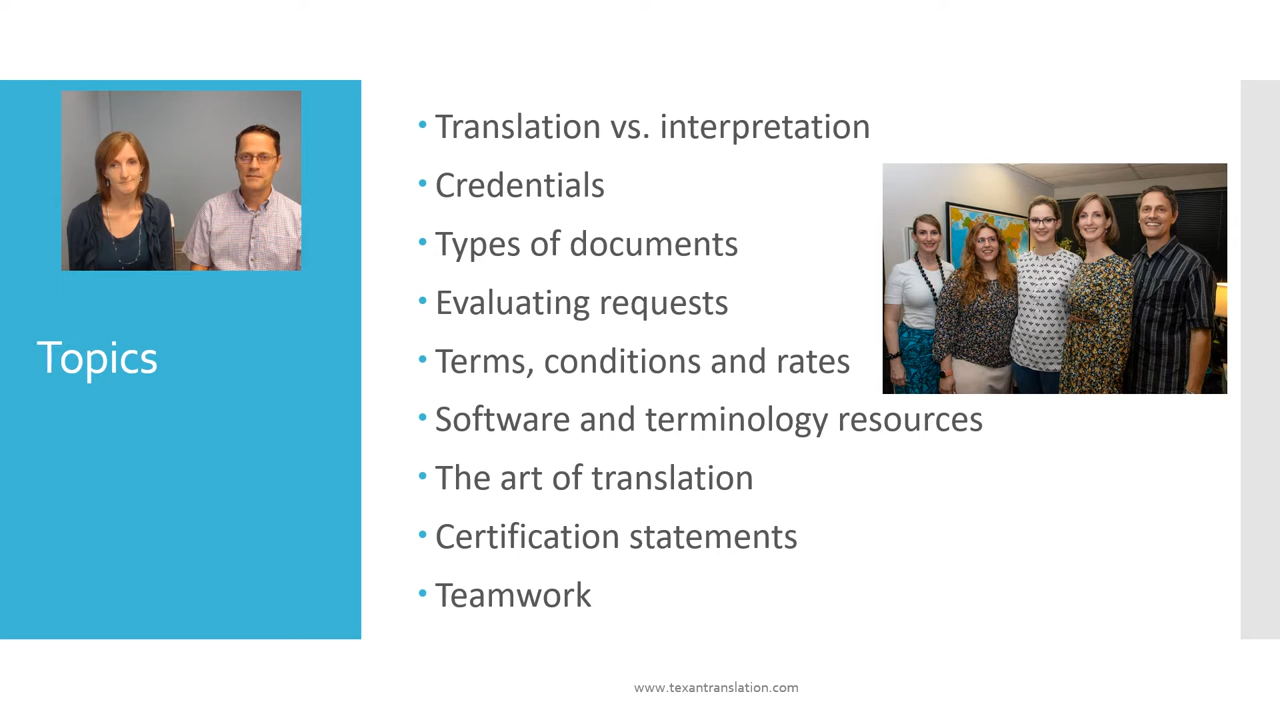 Topics
Translation vs. interpretation
Credentials
Types of documents
Evaluating requests
Terms, conditions and rates
Software and terminology resources
The art of translation
Certification statements
Teamwork
www.texantranslation.com